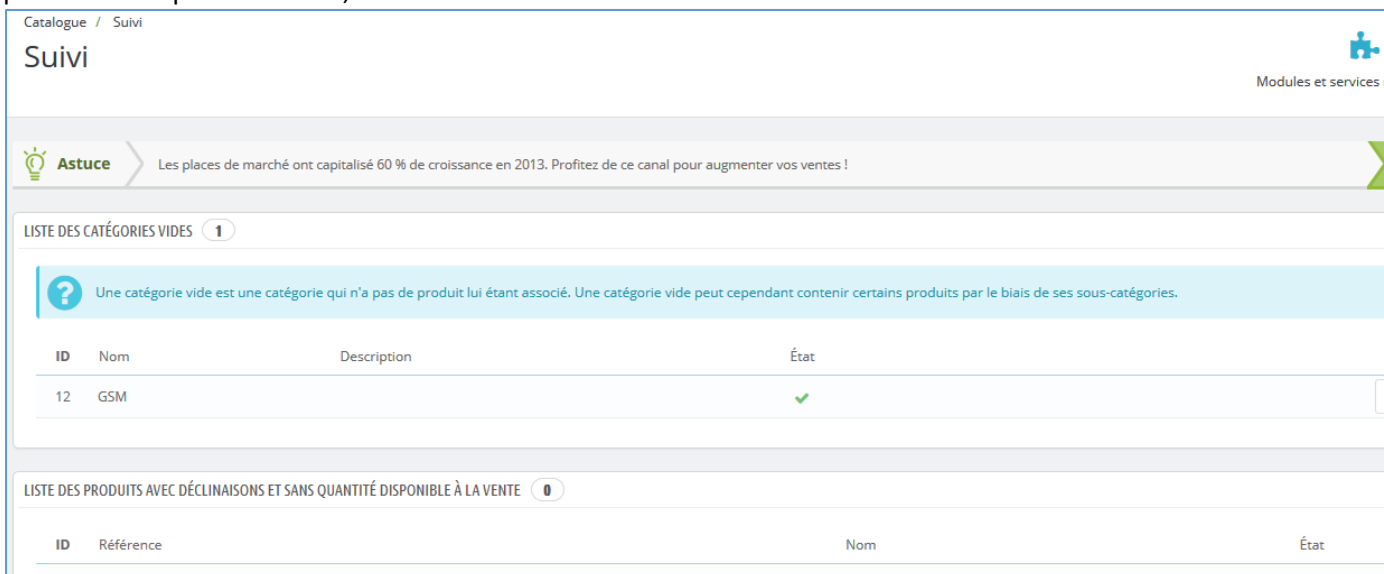 Catalogue / Suivi
Suivi
Modules et services
Astuce Les places de marché ont capitalisé 60 % de croissance en 2013. Profitez de ce canal pour augmenter vos ventes !
LISTE DES CATÉGORIES VIDES 1
Une catégorie vide est une catégorie qui n'a pas de produit lui étant associé. Une catégorie vide peut cependant contenir certains produits par le biais de ses sous-catégories.
ID Nom Description État
12 GSM
LISTE DES PRODUITS AVEC DÉCLINAISONS ET SANS QUANTITÉ DISPONIBLE À LA VENTE 0
ID Référence Nom État